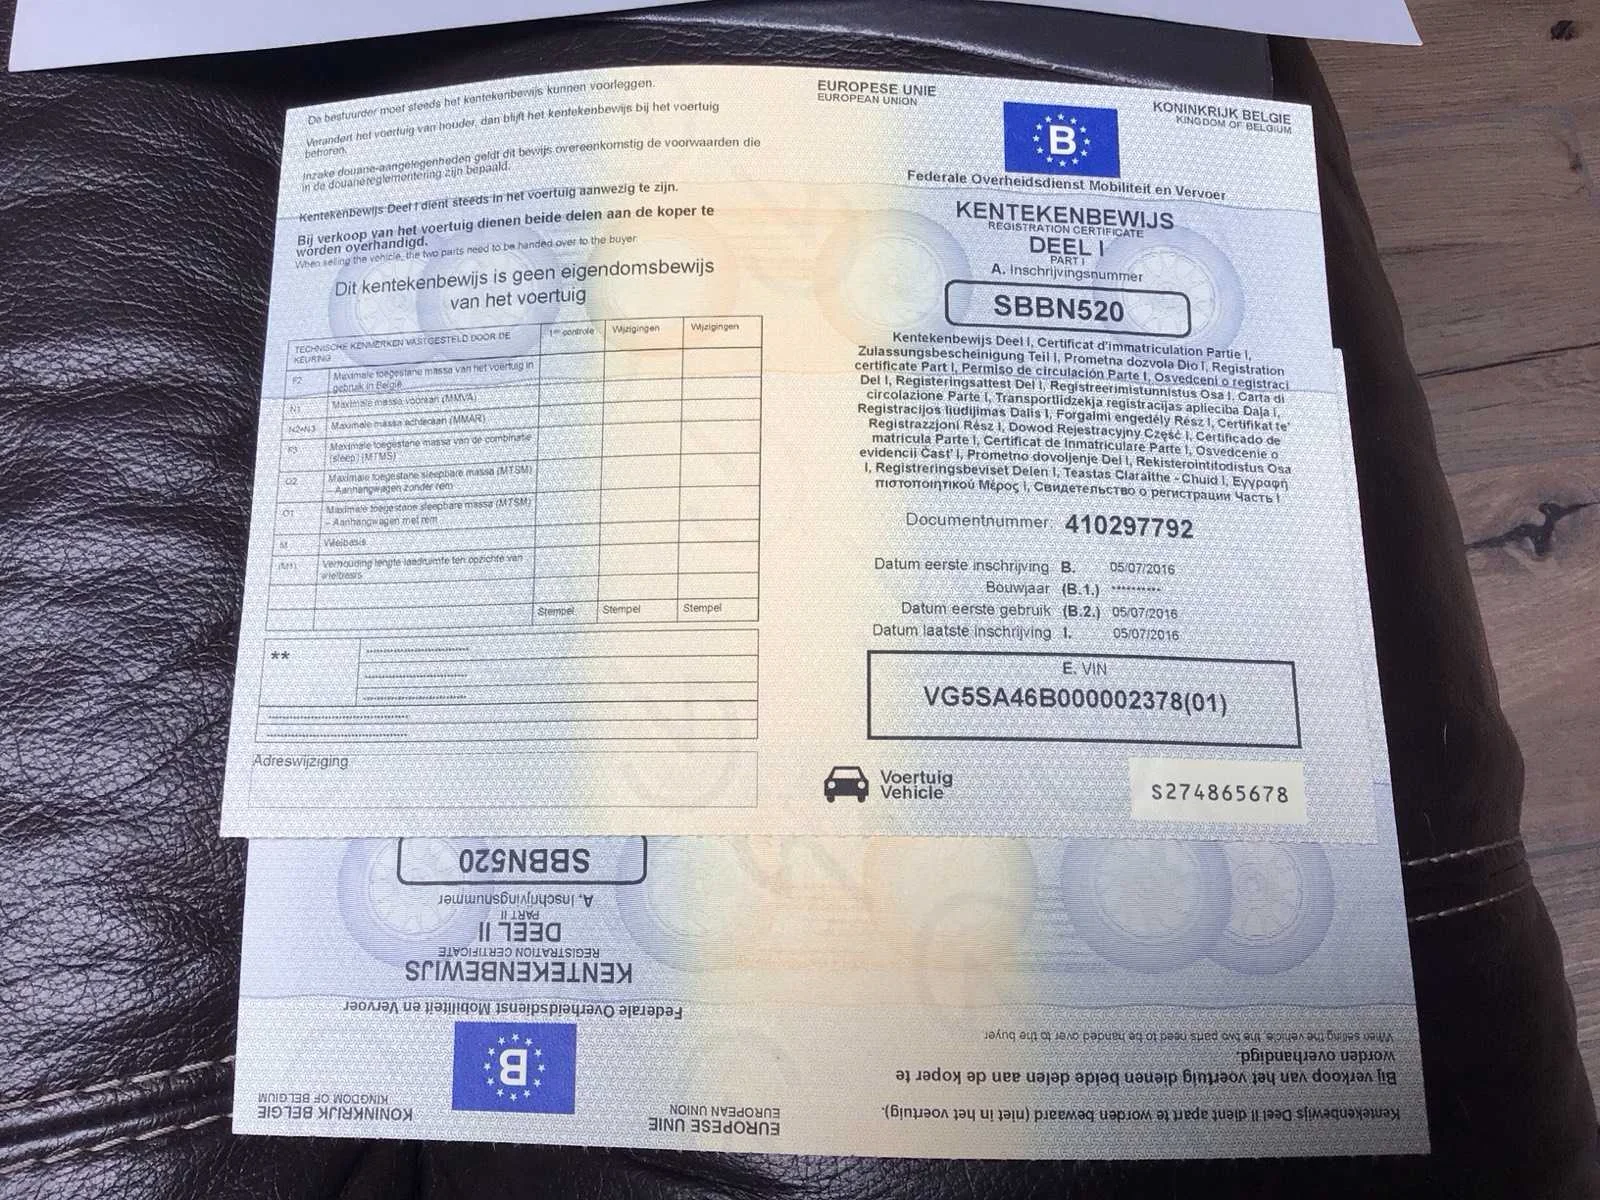 De bestuurder moet steeds het kentekenbewijs kunnen voorleggen.
Verandert het voertuig van houder, dan blijft het kentekenbewijs bij het voertuig
behoren.
Inzake douane-aangelegenheden geldt dit bewijs overeenkomstig de voorwaarden die
in de douanereglementering zijn bepaald.
Kentekenbewijs Deel I dient steeds in het voertuig aanwezig te zijn.
Bij verkoop van het voertuig dienen beide delen aan de koper te
worden overhandigd.
When selling the vehicle, the two parts need to be handed over to the buyer
Dit kentekenbewijs is geen eigendomsbewijs
van het voertuig
TECHNISCHE KENMERKEN VASTGESTELD DOOR DE
KEURING
1ste controle Wijzigingen Wijzigingen
F2 Maximale toegestane massa van het voertuig in
gebruik in België
N1 Maximale massa vooraan (MMVA)
N2+N3 Maximale massa achteraan (MMAR)
F3 Maximale toegestane massa van de combinatie
(sleep) (MTMS)
O2 Maximale toegestane sleepbare massa (MTSM)
– Aanhangwagen zonder rem
O1 Maximale toegestane sleepbare massa (MTSM)
– Aanhangwagen met rem
M Wielbasis
(M1) Verhouding lengte laadruimte ten opzichte van
wielbasis
Stempel Stempel Stempel
**
Adreswijziging
EUROPESE UNIE
EUROPEAN UNION
B
KONINKRIJK BELGIE
KINGDOM OF BELGIUM
Federale Overheidsdienst Mobiliteit en Vervoer
KENTEKENBEWIJS
REGISTRATION CERTIFICATE
DEEL I
PART I
A. Inschrijvingsnummer
SBBN520
Kentekenbewijs Deel I, Certificat d'immatriculation Partie I,
Zulassungsbescheinigung Teil I, Prometna dozvola Dio I, Registration
certificate Part I, Permiso de circulación Parte I, Osvedceni o registraci
Del I, Registeringsattest Del I, Registreerimistunnistus Osa I, Carta di
circolazione Parte I, Transportlidzekja registracijas aplieciba Daļa I,
Registracijos liudijimas Dalis I, Forgalmi engedély Rész I, Certifikat te'
Registrazzjoni Rész I, Dowod Rejestracyjny Część I, Certificado de
matricula Parte I, Certificat de Inmatriculare Parte I, Osvedcenie o
evidencii Časť I, Prometno dovoljenje Del I, Rekisterointitodistus Osa
I, Registreringsbeviset Delen I, Teastas Claraithe - Chuid I, Εγγραφή
πιστοποιητικού Μέρος I, Свидетельство о регистрации Часть I
Documentnummer: 410297792
Datum eerste inschrijving B. 05/07/2016
Bouwjaar (B.1.) **********
Datum eerste gebruik (B.2.) 05/07/2016
Datum laatste inschrijving I. 05/07/2016
E. VIN
VG5SA46B000002378(01)
Voertuig
Vehicle
S274865678
EUROPESE UNIE
EUROPEAN UNION
KONINKRIJK BELGIE
KINGDOM OF BELGIUM
B
Federale Overheidsdienst Mobiliteit en Vervoer
KENTEKENBEWIJS
REGISTRATION CERTIFICATE
DEEL II
PART II
A. Inschrijvingsnummer
SBBN520
Kentekenbewijs Deel II dient apart te worden bewaard (niet in het voertuig).
Bij verkoop van het voertuig dienen beide delen aan de koper te
worden overhandigd.
When selling the vehicle, the two parts need to be handed over to the buyer